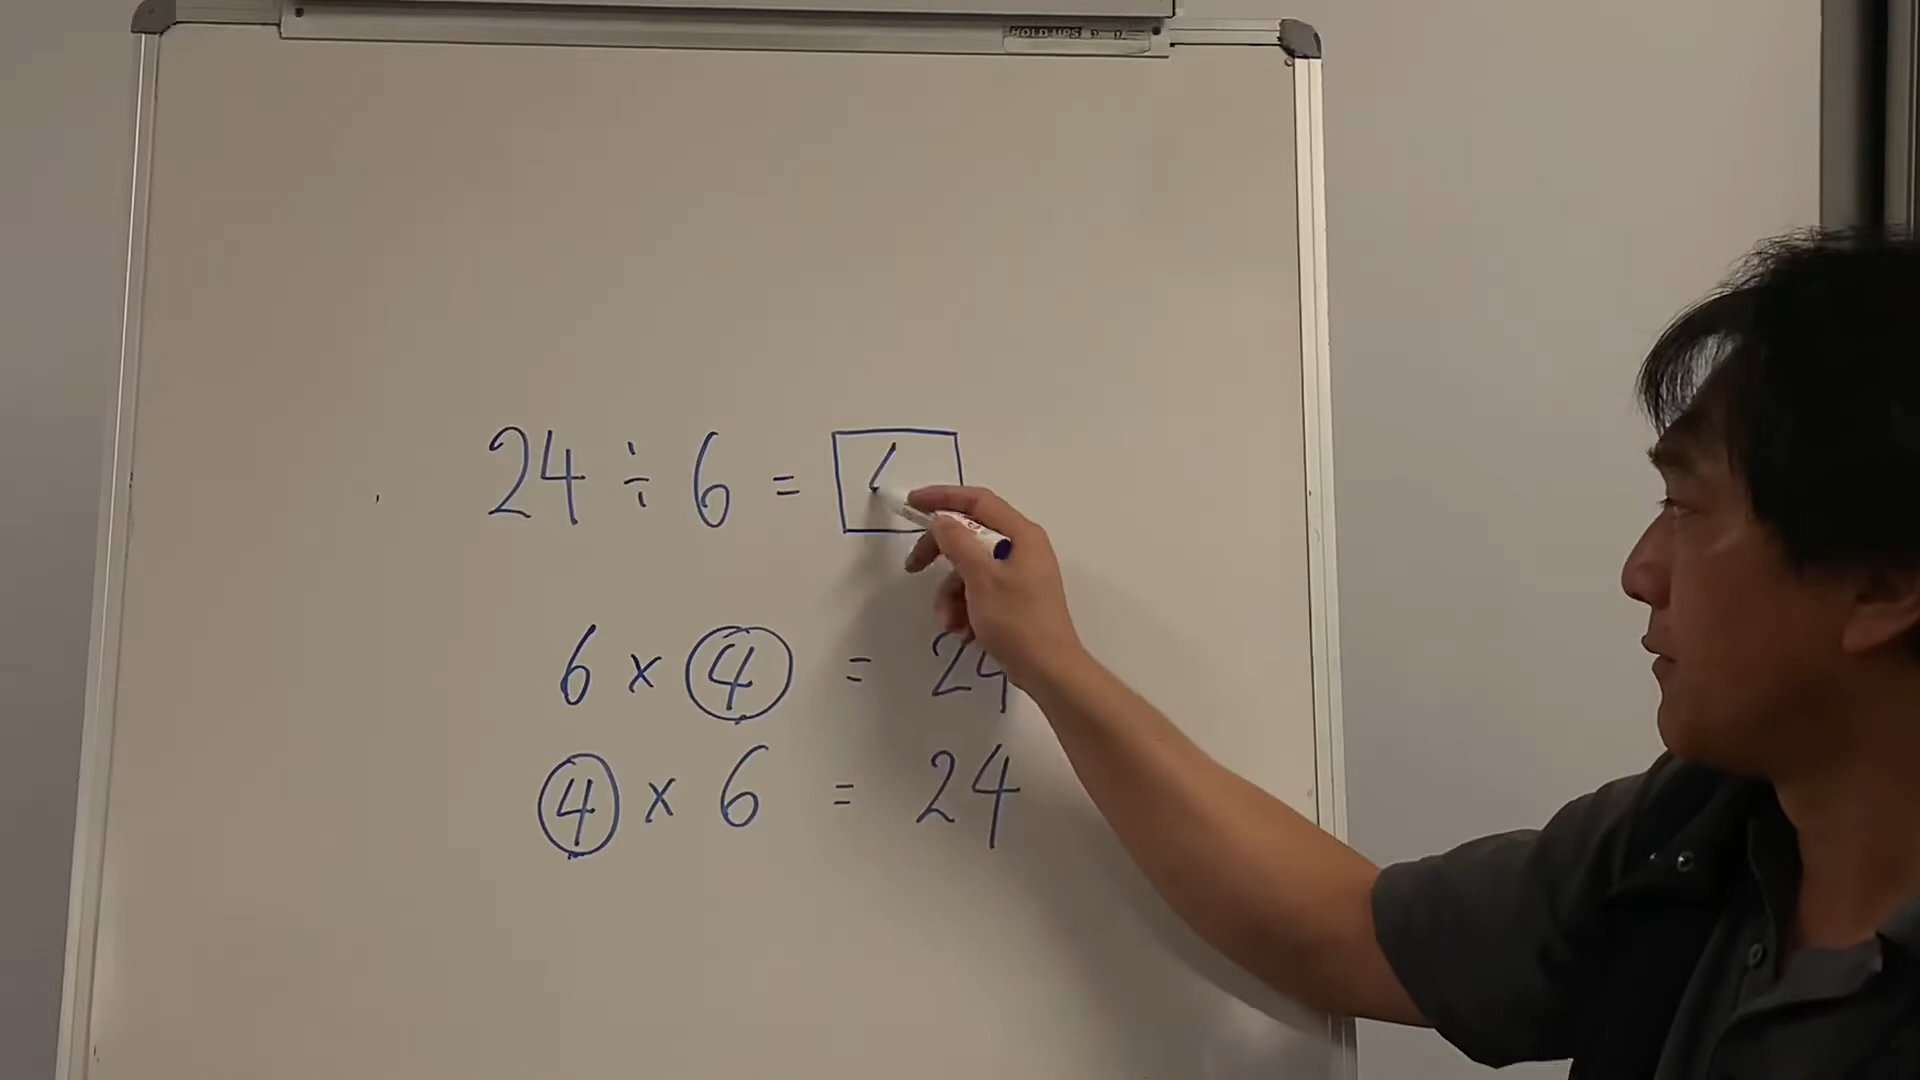 24 ÷ 6 =
6 x 4 = 24
4 x 6 = 24